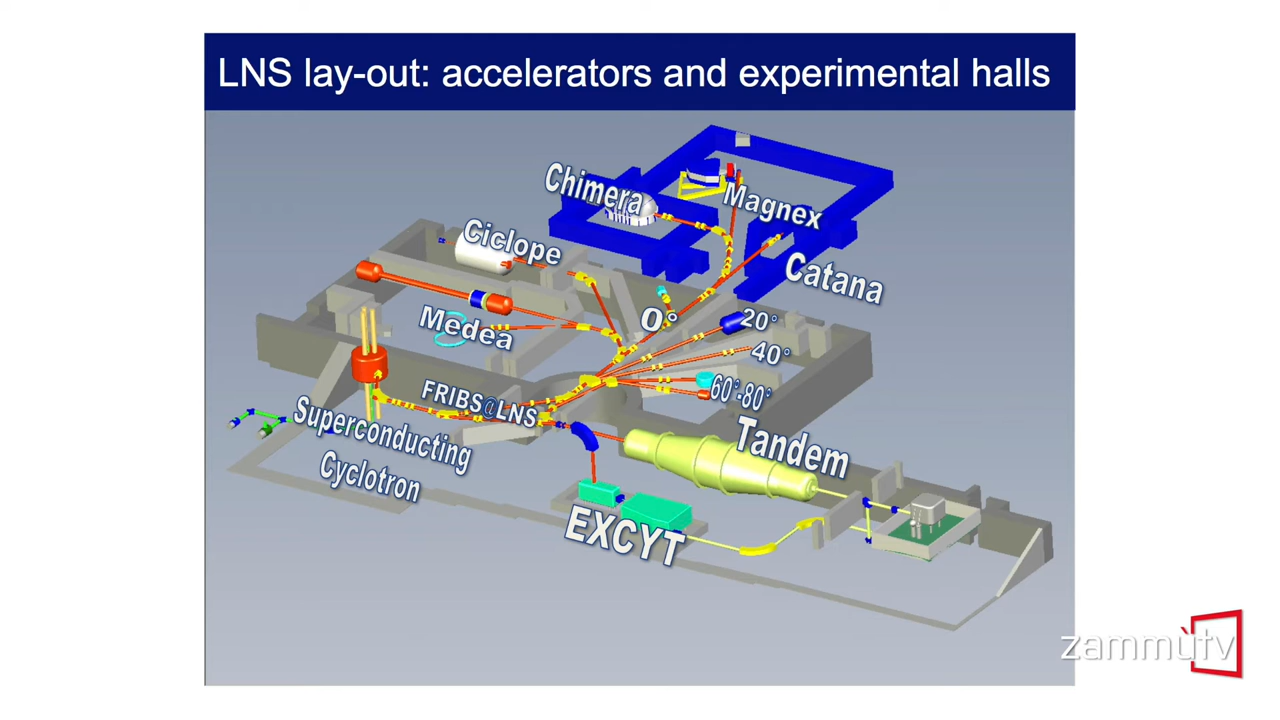 LNS lay-out: accelerators and experimental halls
Chimera
Magnex
Ciclope
Catana
Medea
0°
20°
40°
60°-80°
FRIBS@LNS
Superconducting
Cyclotron
Tandem
EXCYT
zammùtv